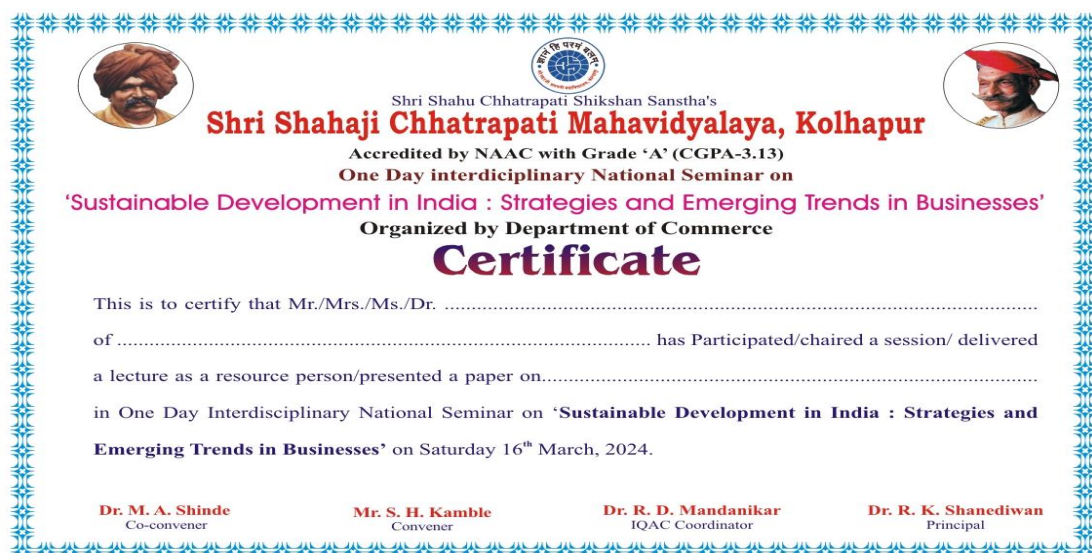 ज्ञानं हि परमं बलम्
Shri Shahu Chhatrapati Shikshan Sanstha's
Shri Shahaji Chhatrapati Mahavidyalaya, Kolhapur
Accredited by NAAC with Grade ‘A’ (CGPA-3.13)
One Day interdiciplinary National Seminar on
‘Sustainable Development in India : Strategies and Emerging Trends in Businesses’
Organized by Department of Commerce
Certificate
This is to certify that Mr./Mrs./Ms./Dr. ....................................................................................................
of .................................................................................................... has Participated/chaired a session/ delivered
a lecture as a resource person/presented a paper on....................................................................................................
in One Day Interdisciplinary National Seminar on ‘Sustainable Development in India : Strategies and
Emerging Trends in Businesses’ on Saturday 16th March, 2024.
Dr. M. A. Shinde Mr. S. H. Kamble Dr. R. D. Mandanikar Dr. R. K. Shanediwan
Co-convener Convener IQAC Coordinator Principal